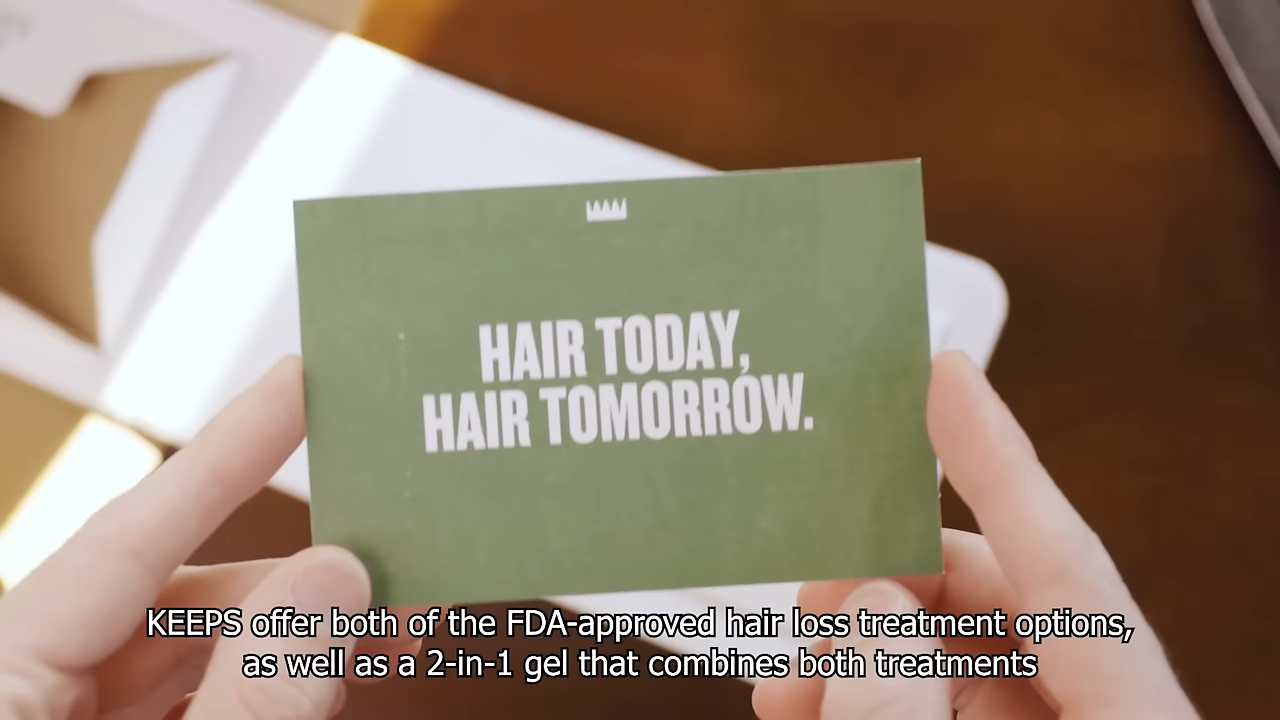 HAIR TODAY,
HAIR TOMORROW.
KEEPS offer both of the FDA-approved hair loss treatment options,
as well as a 2-in-1 gel that combines both treatments